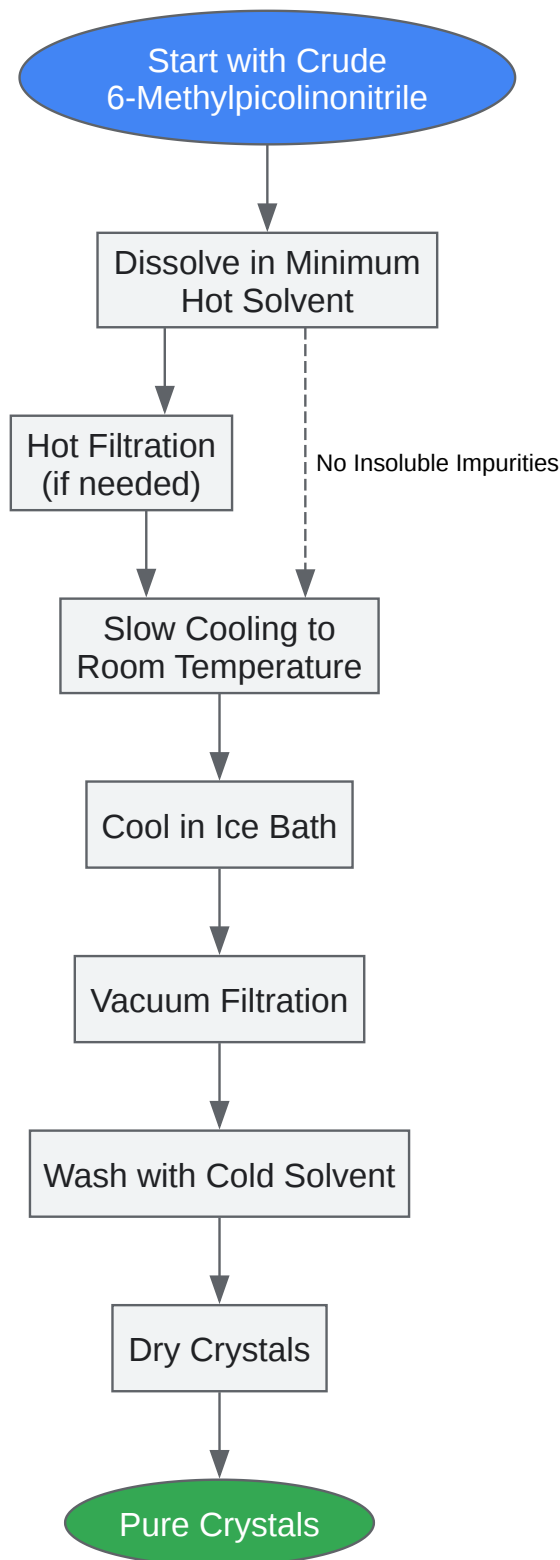 Start with Crude
6-Methylpicolinonitrile
Dissolve in Minimum
Hot Solvent
Hot Filtration
(if needed)
No Insoluble Impurities
Slow Cooling to
Room Temperature
Cool in Ice Bath
Vacuum Filtration
Wash with Cold Solvent
Dry Crystals
Pure Crystals